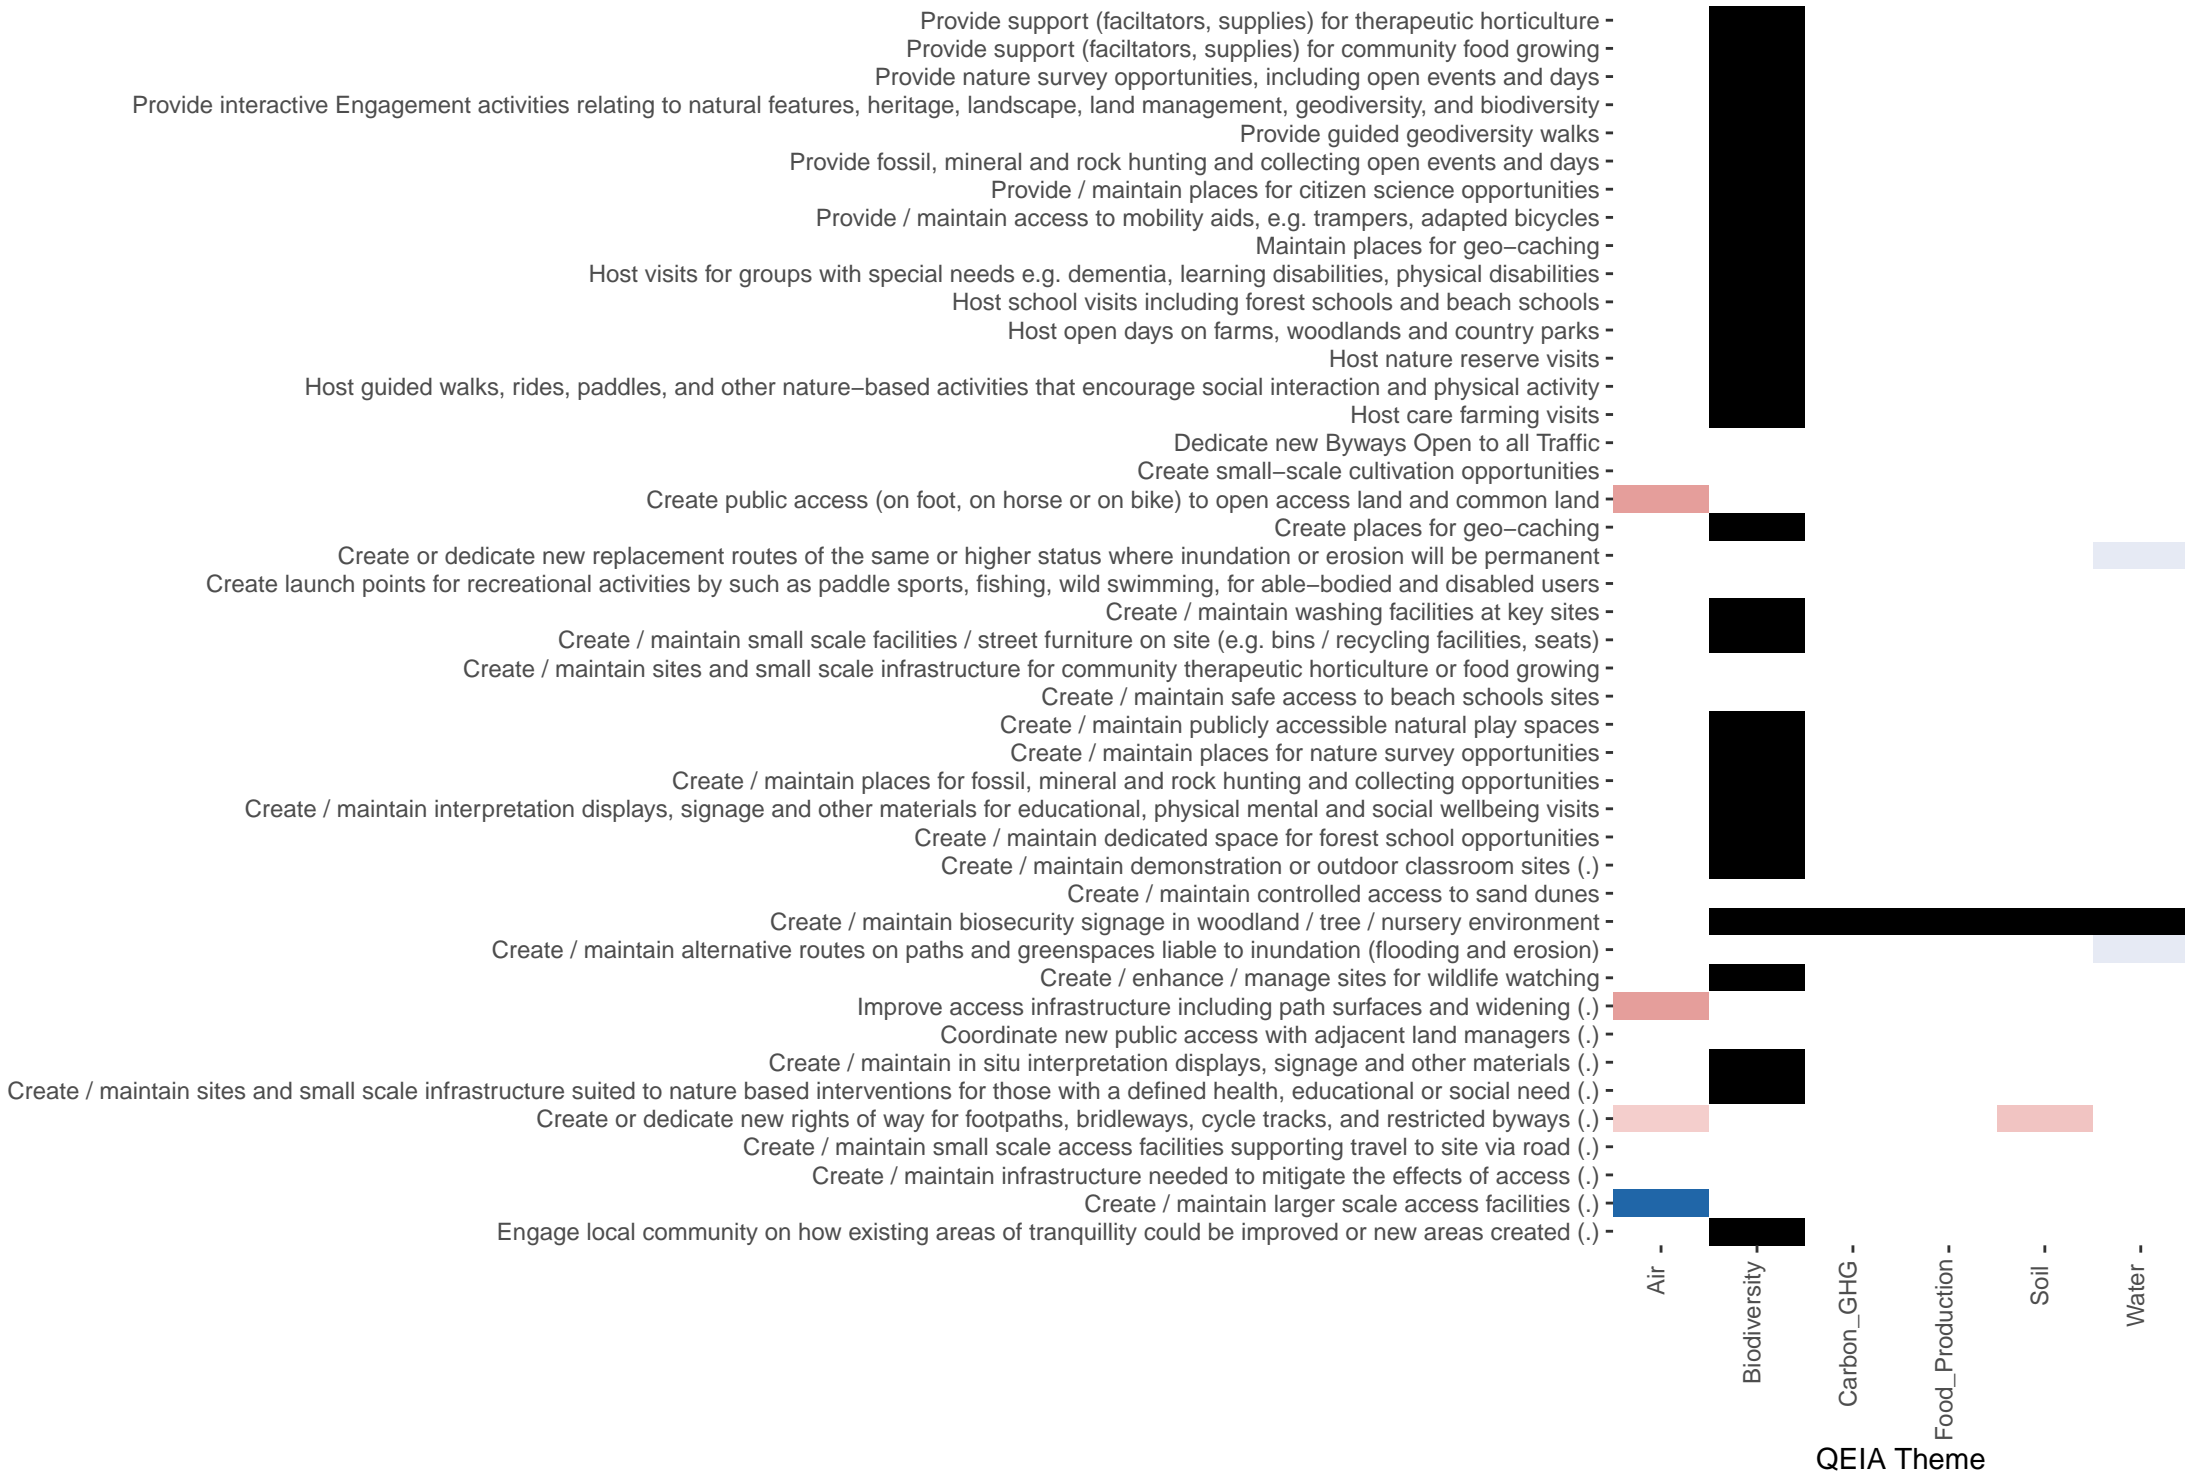 Provide support (faciltators, supplies) for therapeutic horticulture
Provide support (faciltators, supplies) for community food growing
Provide nature survey opportunities, including open events and days
Provide interactive Engagement activities relating to natural features, heritage, landscape, land management, geodiversity, and biodiversity
Provide guided geodiversity walks
Provide fossil, mineral and rock hunting and collecting open events and days
Provide / maintain places for citizen science opportunities
Provide / maintain access to mobility aids, e.g. trampers, adapted bicycles
Maintain places for geo−caching
Host visits for groups with special needs e.g. dementia, learning disabilities, physical disabilities
Host school visits including forest schools and beach schools
Host open days on farms, woodlands and country parks
Host nature reserve visits
Host guided walks, rides, paddles, and other nature−based activities that encourage social interaction and physical activity
Host care farming visits
Dedicate new Byways Open to all Traffic
Create small−scale cultivation opportunities
Create public access (on foot, on horse or on bike) to open access land and common land
Create places for geo−caching
Create or dedicate new replacement routes of the same or higher status where inundation or erosion will be permanent
Create launch points for recreational activities by such as paddle sports, fishing, wild swimming, for able−bodied and disabled users
Create / maintain washing facilities at key sites
Create / maintain small scale facilities / street furniture on site (e.g. bins / recycling facilities, seats)
Create / maintain sites and small scale infrastructure for community therapeutic horticulture or food growing
Create / maintain safe access to beach schools sites
Create / maintain publicly accessible natural play spaces
Create / maintain places for nature survey opportunities
Create / maintain places for fossil, mineral and rock hunting and collecting opportunities
Create / maintain interpretation displays, signage and other materials for educational, physical mental and social wellbeing visits
Create / maintain dedicated space for forest school opportunities
Create / maintain demonstration or outdoor classroom sites (.)
Create / maintain controlled access to sand dunes
Create / maintain biosecurity signage in woodland / tree / nursery environment
Create / maintain alternative routes on paths and greenspaces liable to inundation (flooding and erosion)
Create / enhance / manage sites for wildlife watching
Improve access infrastructure including path surfaces and widening (.)
Coordinate new public access with adjacent land managers (.)
Create / maintain in situ interpretation displays, signage and other materials (.)
Create / maintain sites and small scale infrastructure suited to nature based interventions for those with a defined health, educational or social need (.)
Create or dedicate new rights of way for footpaths, bridleways, cycle tracks, and restricted byways (.)
Create / maintain small scale access facilities supporting travel to site via road (.)
Create / maintain infrastructure needed to mitigate the effects of access (.)
Create / maintain larger scale access facilities (.)
Engage local community on how existing areas of tranquillity could be improved or new areas created (.)
Air
Biodiversity
Carbon_GHG
Food_Production
Soil
Water
QEIA Theme